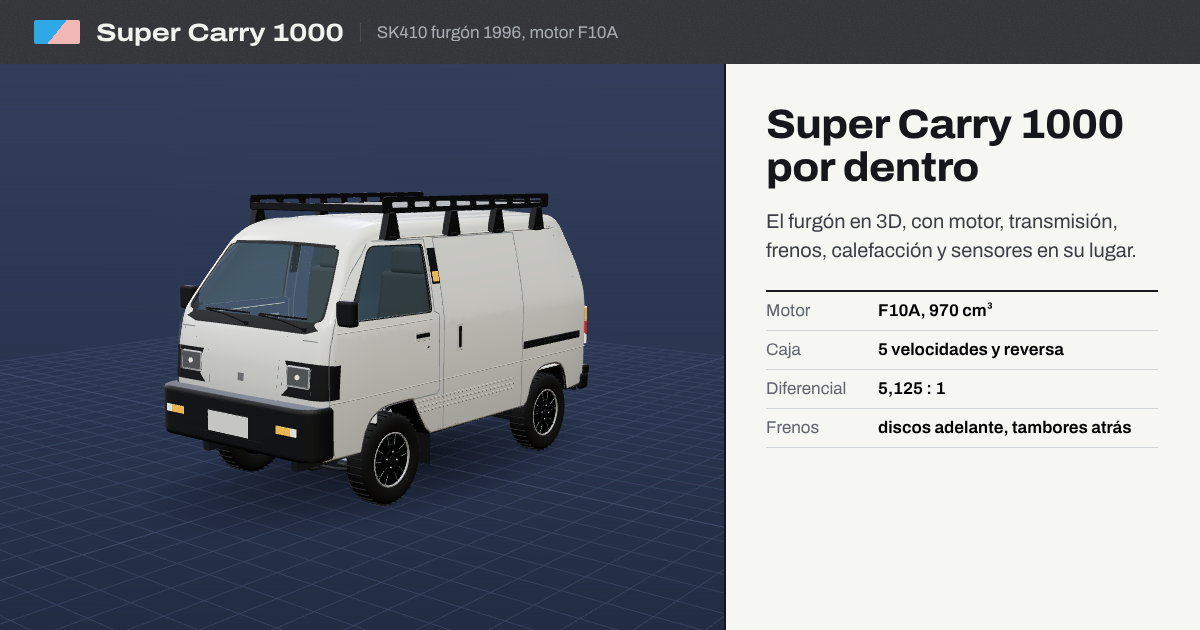 Super Carry 1000
SK410 furgón 1996, motor F10A
Super Carry 1000
por dentro
El furgón en 3D, con motor, transmisión,
frenos, calefacción y sensores en su lugar.
Motor F10A, 970 cm³
Caja 5 velocidades y reversa
Diferencial 5,125 : 1
Frenos discos adelante, tambores atrás